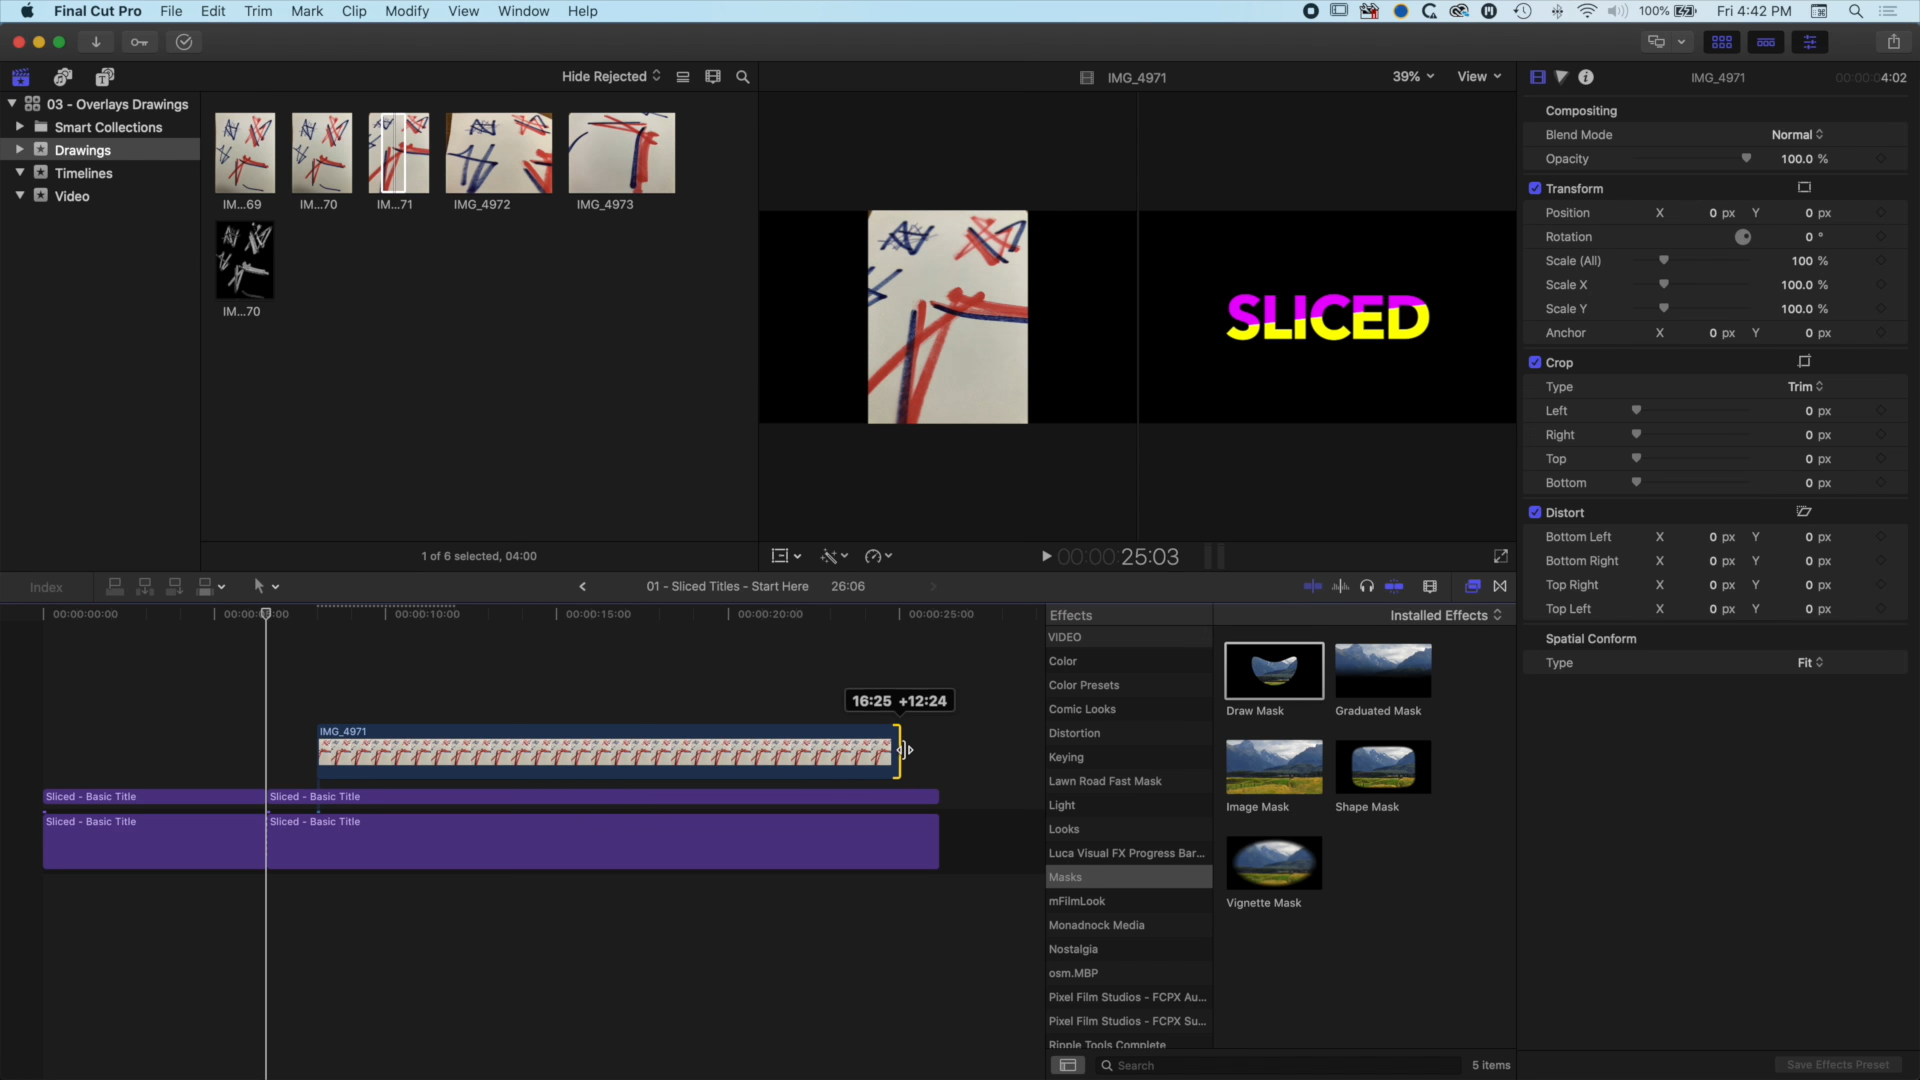 Final Cut Pro File Edit Trim Mark Clip Modify View Window Help 100% Fri 4:42 PM
Hide Rejected IMG_4971 39% View IMG_4971 00:00:04:02
03 - Overlays Drawings
Smart Collections
Drawings
Timelines
Video
IM...69 IM...70 IM...71 IMG_4972 IMG_4973
IM...70
1 of 6 selected, 04:00
SLICED
00:00:25:03
Compositing
Blend Mode Normal
Opacity 100.0 %
Transform
Position X 0 px Y 0 px
Rotation 0 °
Scale (All) 100 %
Scale X 100.0 %
Scale Y 100.0 %
Anchor X 0 px Y 0 px
Crop
Type Trim
Left 0 px
Right 0 px
Top 0 px
Bottom 0 px
Distort
Bottom Left X 0 px Y 0 px
Bottom Right X 0 px Y 0 px
Top Right X 0 px Y 0 px
Top Left X 0 px Y 0 px
Spatial Conform
Type Fit
Index 01 - Sliced Titles - Start Here 26:06
00:00:00:00 00:00:10:00 00:00:15:00 00:00:20:00 00:00:25:00
16:25 +12:24
IMG_4971
Sliced - Basic Title Sliced - Basic Title
Sliced - Basic Title Sliced - Basic Title
Effects Installed Effects
VIDEO
Color
Color Presets
Comic Looks
Distortion
Keying
Lawn Road Fast Mask
Light
Looks
Luca Visual FX Progress Bar...
Masks
mFilmLook
Monadnock Media
Nostalgia
osm.MBP
Pixel Film Studios - FCPX Au...
Pixel Film Studios - FCPX Su...
Ripple Tools Complete
Draw Mask Graduated Mask
Image Mask Shape Mask
Vignette Mask
Search 5 items
Save Effects Preset